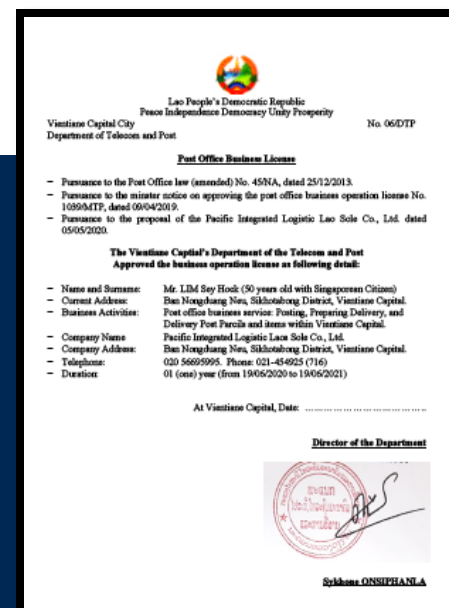 Lao People's Democratic Republic
Peace Independence Democracy Unity Prosperity
Vientiane Capital City No. 06/DTP
Department of Telecom and Post
Post Office Business License
– Pursuance to the Post Office law (amended) No. 45/NA, dated 25/12/2013.
– Pursuance to the minster notice on approving the post office business operation license No.
1039/MTP, dated 09/04/2019.
– Pursuance to the proposal of the Pacific Integrated Logistic Lao Sole Co., Ltd. dated
05/05/2020.
The Vientiane Captial's Department of the Telecom and Post
Approved the business operation license as following detail:
– Name and Surname: Mr. LIM Sey Hock (50 years old with Singaporean Citizen)
– Current Address: Ban Nongduang Neu, Sikhotabong District, Vientiane Capital.
– Business Activities: Post office business service: Posting, Preparing Delivery, and
Delivery Post Parcils and items within Vientiane Capital.
– Company Name Pacific Integrated Logistic Laos Sole Co., Ltd.
– Company Address: Ban Nongduang Neu, Sikhotabong District, Vientiane Capital.
– Telephone: 020 56695995. Phone: 021-454925 (716)
– Duration: 01 (one) year (from 19/06/2020 to 19/06/2021)
At Vientiane Capital, Date: ........................................
Director of the Department
Sykhone ONSIPHANLA